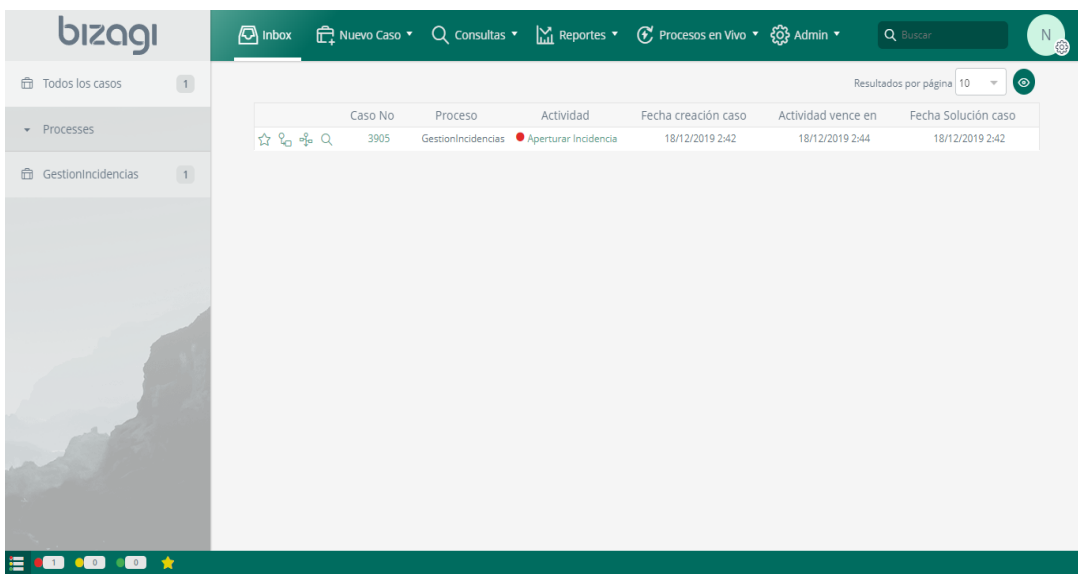 bizagi
Inbox Nuevo Caso Consultas Reportes Procesos en Vivo Admin Buscar N
Todos los casos 1
Resultados por página 10
Processes
Caso No Proceso Actividad Fecha creación caso Actividad vence en Fecha Solución caso
3905 GestionIncidencias Aperturar Incidencia 18/12/2019 2:42 18/12/2019 2:44 18/12/2019 2:42
GestionIncidencias 1
1 0 0